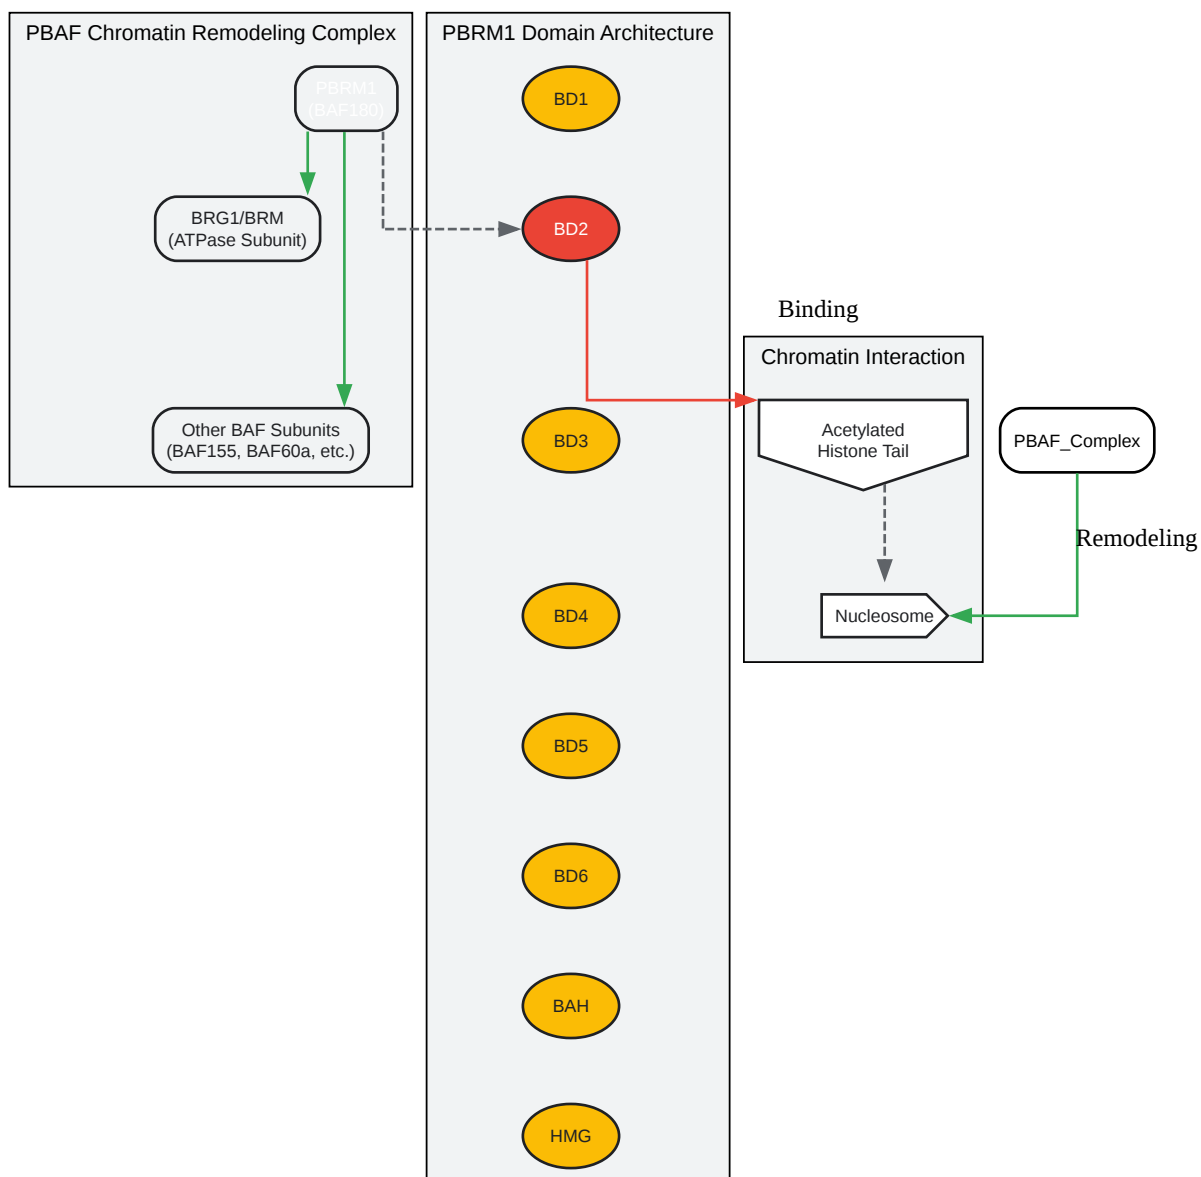 PBAF Chromatin Remodeling Complex
PBRM1
(BAF180)
BRG1/BRM
(ATPase Subunit)
Other BAF Subunits
(BAF155, BAF60a, etc.)
PBRM1 Domain Architecture
BD1
BD2
BD3
BD4
BD5
BD6
BAH
HMG
Binding
Chromatin Interaction
Acetylated
Histone Tail
Nucleosome
PBAF_Complex
Remodeling